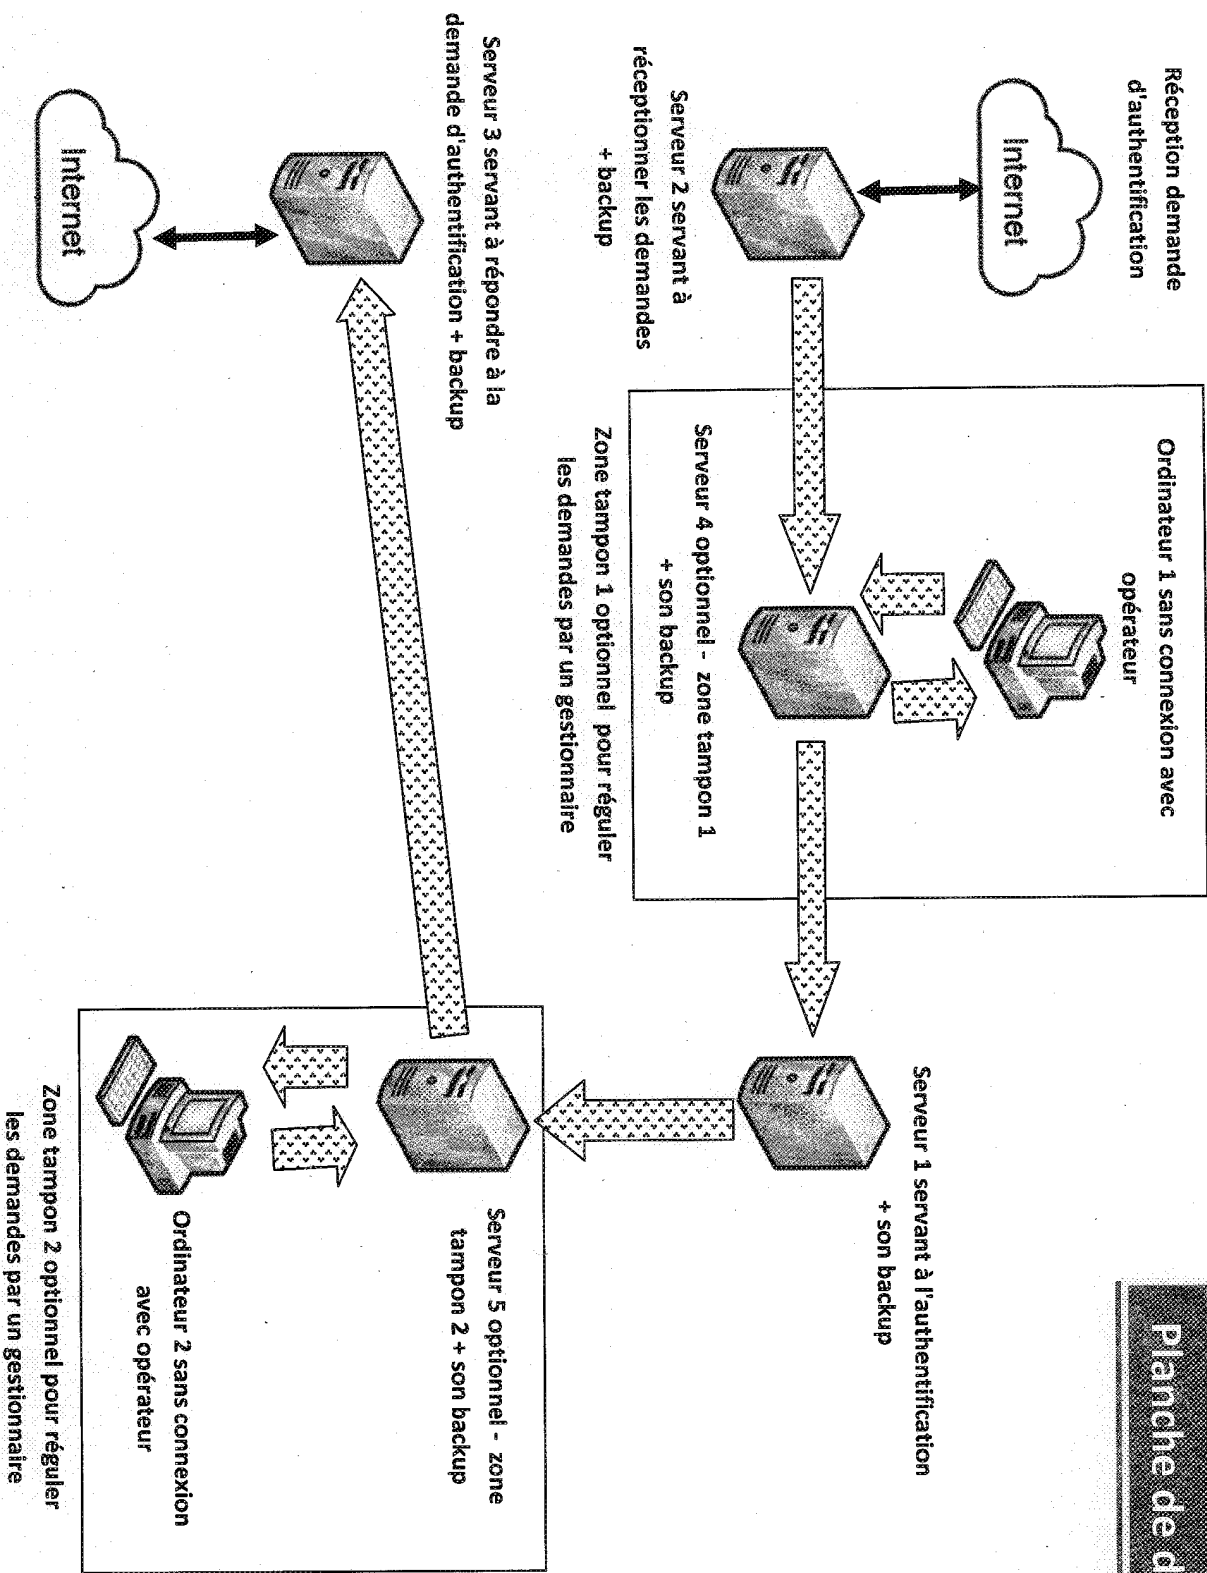 Planche de d
Réception demande
d'authentification
Internet
Serveur 2 servant à
réceptionner les demandes
+ backup
Ordinateur 1 sans connexion avec
opérateur
Serveur 4 optionnel - zone tampon 1
+ son backup
Zone tampon 1 optionnel pour réguler
les demandes par un gestionnaire
Serveur 1 servant à l'authentification
+ son backup
Serveur 3 servant à répondre à la
demande d'authentification + backup
Internet
Serveur 5 optionnel - zone
tampon 2 + son backup
Ordinateur 2 sans connexion
avec opérateur
Zone tampon 2 optionnel pour réguler
les demandes par un gestionnaire